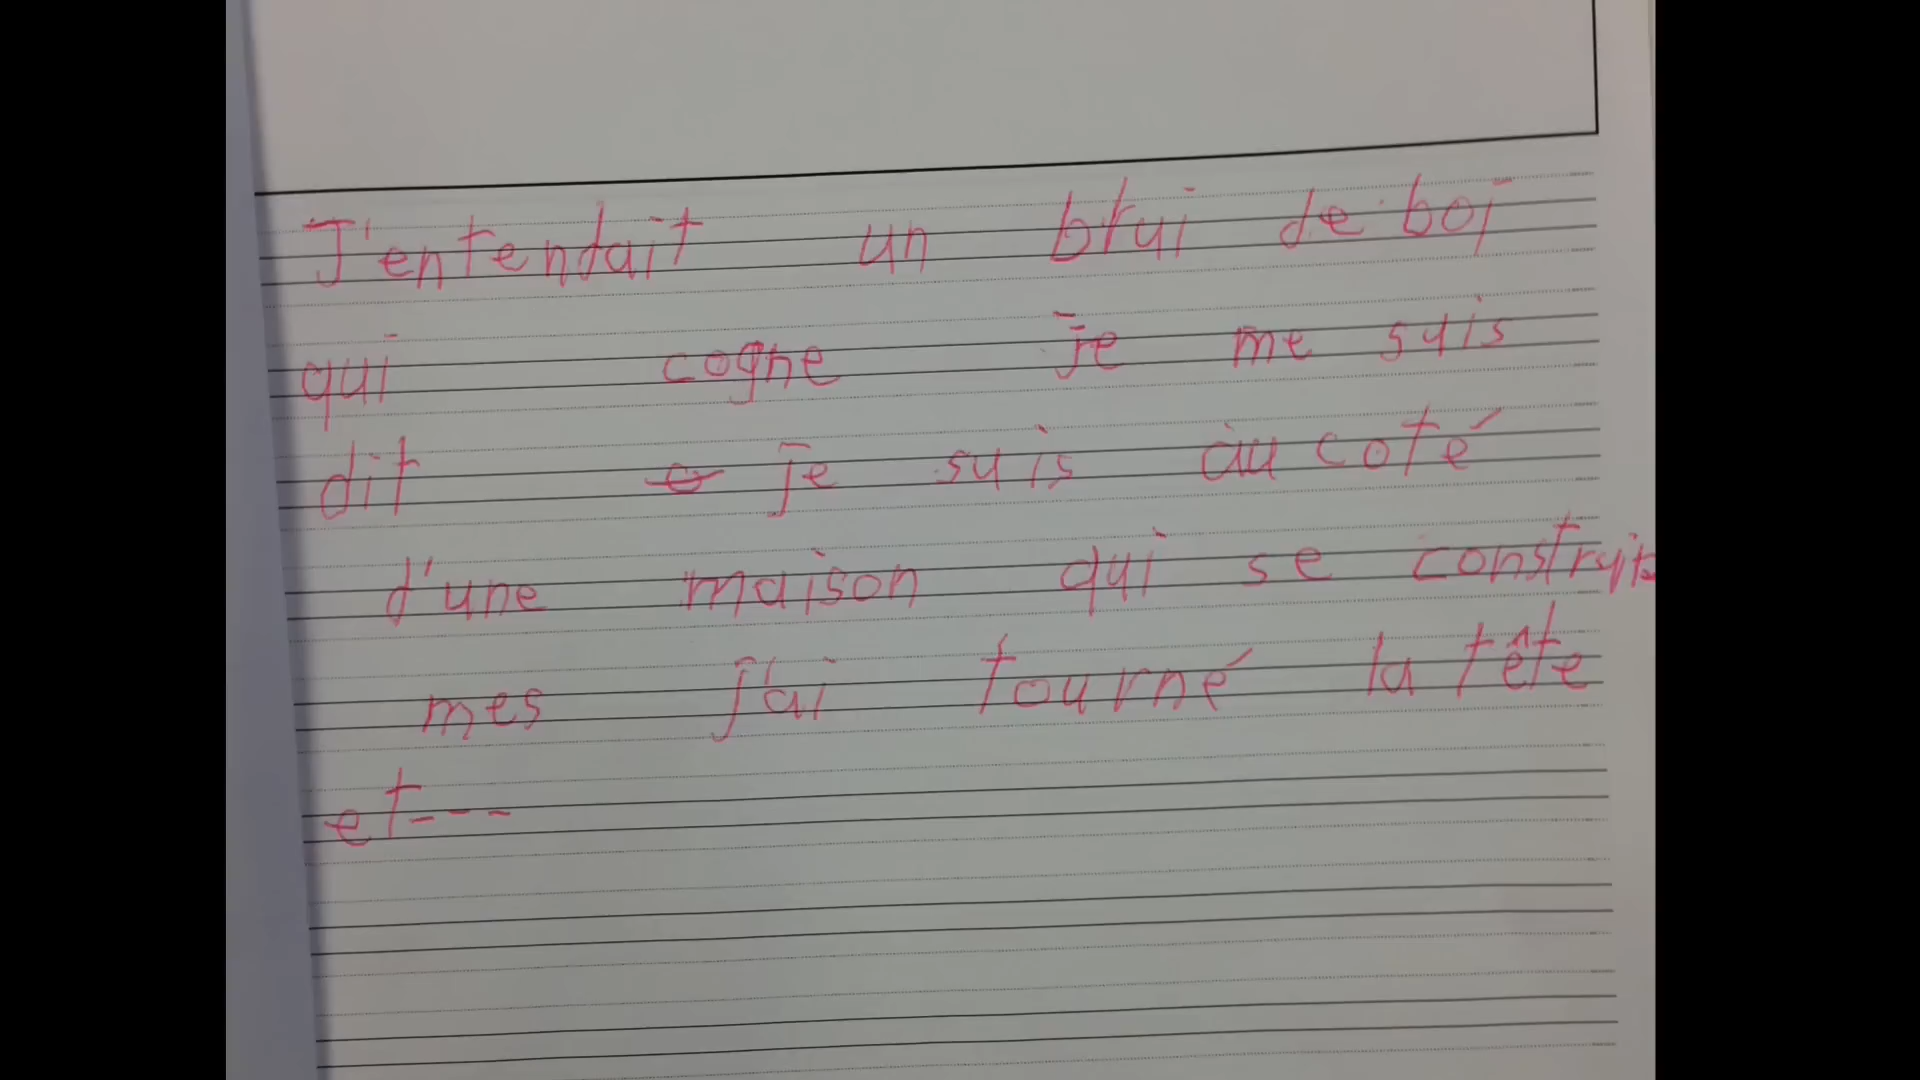 J'entendait un brui de boi
qui cogne je me suis
dit je suis au coté
d'une maison qui se construit
mes j'ai tourné la tête
et---